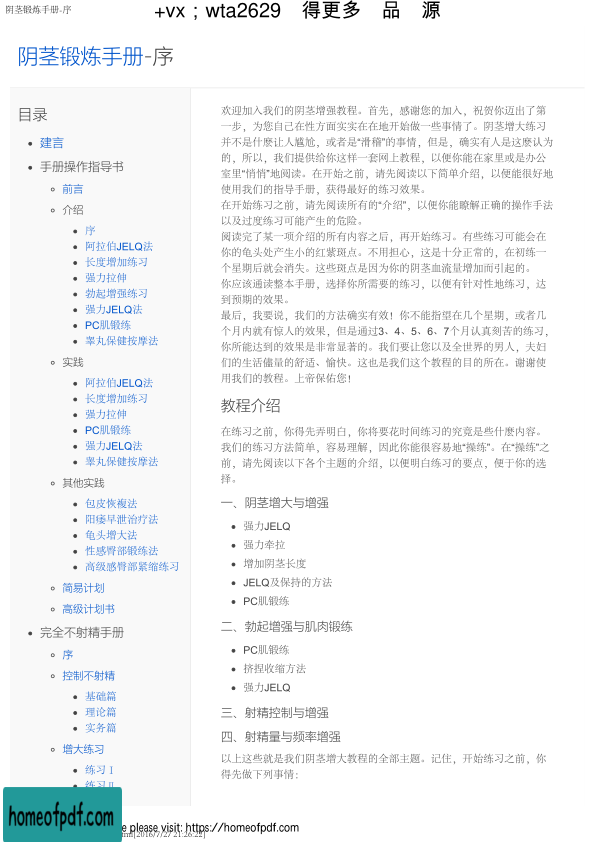 阴茎锻炼手册-序
+vx；wta2629 得更多 品 源
阴茎锻炼手册-序
目录
建言
手册操作指导书
前言
介绍
序
阿拉伯JELQ法
长度增加练习
强力拉伸
勃起增强练习
强力JELQ法
PC肌锻练
睾丸保健按摩法
实践
阿拉伯JELQ法
长度增加练习
强力拉伸
PC肌锻练
强力JELQ法
睾丸保健按摩法
其他实践
包皮恢複法
阳痿早泄治疗法
龟头增大法
性感臀部锻练法
高级感臀部紧缩练习
简易计划
高级计划书
完全不射精手册
序
控制不射精
基础篇
理论篇
实务篇
增大练习
练习Ⅰ
练习Ⅱ
欢迎加入我们的阴茎增强教程。首先，感谢您的加入，祝贺你迈出了第
一步，为您自己在性方面实实在在地开始做一些事情了。阴茎增大练习
并不是什麽让人尴尬，或者是“滑稽”的事情，但是，确实有人是这麽认为
的，所以，我们提供给你这样一套网上教程，以便你能在家里或是办公
室里“悄悄”地阅读。在开始之前，请先阅读以下简单介绍，以便能很好地
使用我们的指导手册，获得最好的练习效果。
在开始练习之前，请先阅读所有的“介绍”，以便你能瞭解正确的操作手法
以及过度练习可能产生的危险。
阅读完了某一项介绍的所有内容之后，再开始练习。有些练习可能会在
你的龟头处产生小的红紫斑点。不用担心，这是十分正常的，在初练一
个星期后就会消失。这些斑点是因为你的阴茎血流量增加而引起的。
你应该通读整本手册，选择你所需要的练习，以便有针对性地练习，达
到预期的效果。
最后，我要说，我们的方法确实有效！你不能指望在几个星期，或者几
个月内就有惊人的效果，但是通过3、4、5、6、7个月认真刻苦的练习，
你所能达到的效果是非常显著的。我们要让您以及全世界的男人，夫妇
们的生活儘量的舒适、愉快。这也是我们这个教程的目的所在。谢谢使
用我们的教程。上帝保佑您！
教程介绍
在练习之前，你得先弄明白，你将要花时间练习的究竟是些什麽内容。
我们的练习方法简单，容易理解，因此你能很容易地“操练”。在“操练”之
前，请先阅读以下各个主题的介绍，以便明白练习的要点，便于你的选
择。
一、阴茎增大与增强
强力JELQ
强力牵拉
增加阴茎长度
JELQ及保持的方法
PC肌锻练
二、勃起增强与肌肉锻练
PC肌锻练
挤捏收缩方法
强力JELQ
三、射精控制与增强
四、射精量与频率增强
以上这些就是我们阴茎增大教程的全部主题。记住，开始练习之前，你
得先做下列事情：
homeofpdf.com
please visit: https://homeofpdf.com
[2016/7/27 21:26:22]